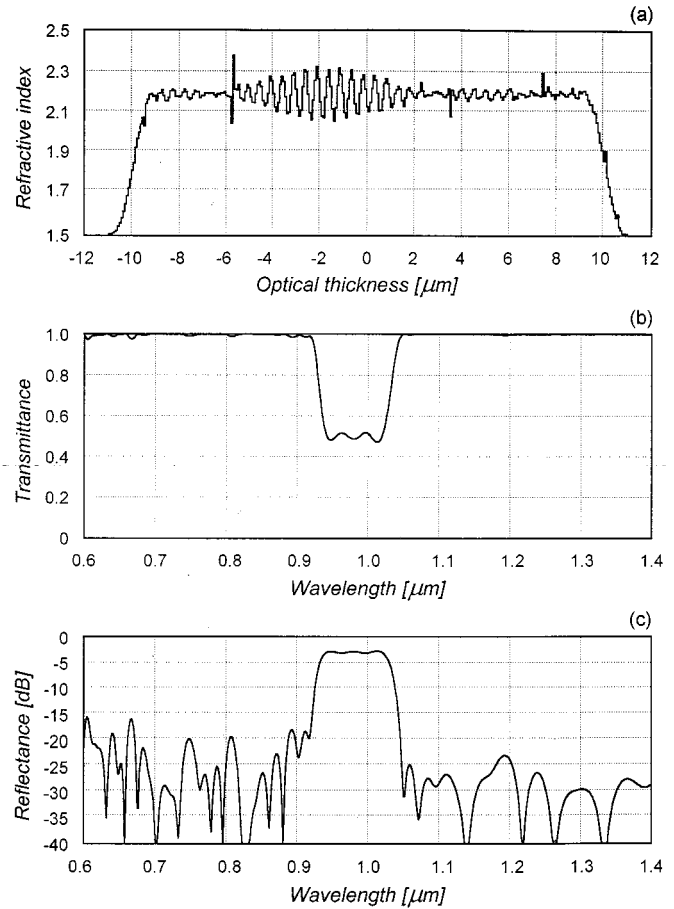 (a)
2.5
2.3
2.1
1.9
1.7
1.5
Refractive index
-12 -10 -8 -6 -4 -2 0 2 4 6 8 10 12
Optical thickness [μm]
(b)
1.0
0.8
0.6
0.4
0.2
0
Transmittance
0.6 0.7 0.8 0.9 1.0 1.1 1.2 1.3 1.4
Wavelength [μm]
(c)
0
-5
-10
-15
-20
-25
-30
-35
-40
Reflectance [dB]
0.6 0.7 0.8 0.9 1.0 1.1 1.2 1.3 1.4
Wavelength [μm]